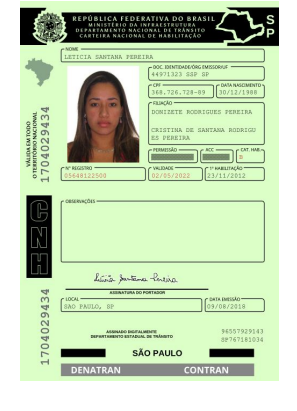 REPÚBLICA FEDERATIVA DO BRASIL
MINISTÉRIO DA INFRAESTRUTURA
DEPARTAMENTO NACIONAL DE TRÂNSITO
CARTEIRA NACIONAL DE HABILITAÇÃO
SP
NOME
LETICIA SANTANA PEREIRA
DOC. IDENTIDADE/ÓRG EMISSOR/UF
44971323 SSP SP
CPF
DATA NASCIMENTO
368.726.728-89
30/12/1988
FILIAÇÃO
DONIZETE RODRIGUES PEREIRA
CRISTINA DE SANTANA RODRIGU
ES PEREIRA
PERMISSÃO
ACC
CAT. HAB.
Nº REGISTRO
VALIDADE
1ª HABILITAÇÃO
05648122500
02/05/2022
23/11/2012
VÁLIDA EM TODO
O TERRITÓRIO NACIONAL
1704029434
OBSERVAÇÕES
CNH
Leticia Santana Pereira
ASSINATURA DO PORTADOR
LOCAL
DATA EMISSÃO
SAO PAULO, SP
09/08/2018
1704029434
ASSINADO DIGITALMENTE
DEPARTAMENTO ESTADUAL DE TRÂNSITO
96557929143
SP767181034
SÃO PAULO
DENATRAN
CONTRAN